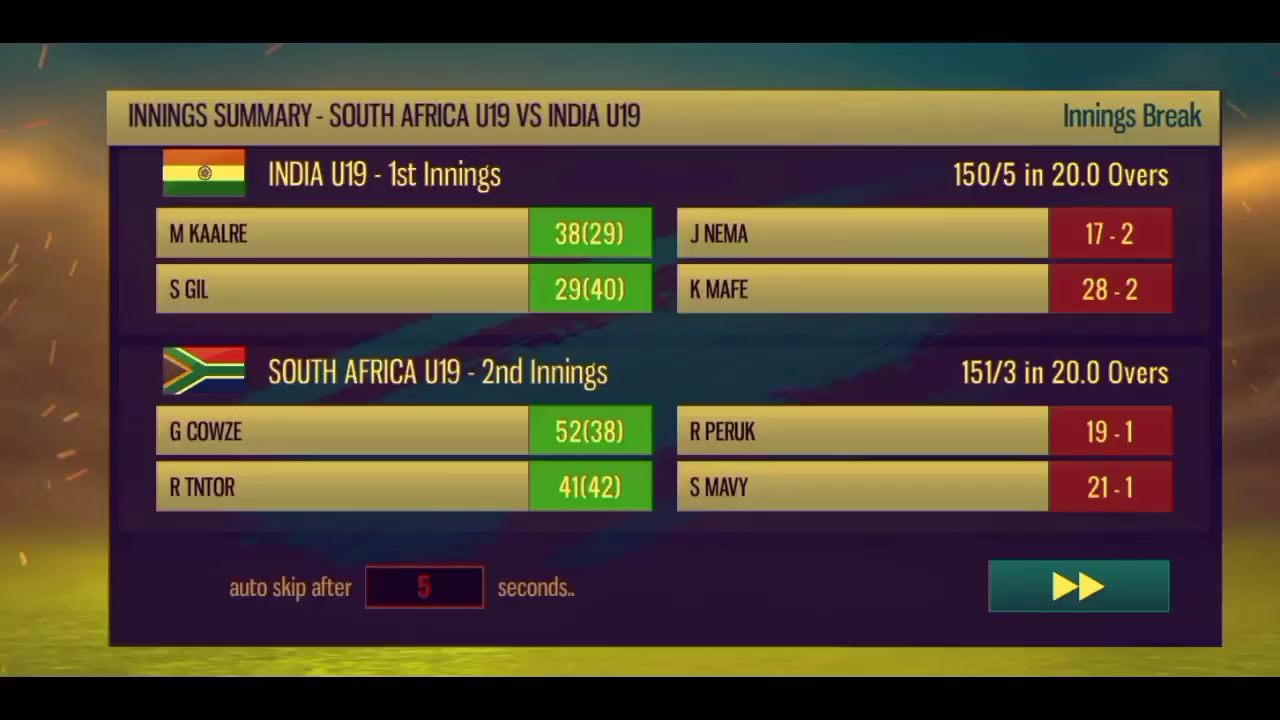 INNINGS SUMMARY - SOUTH AFRICA U19 VS INDIA U19 Innings Break
INDIA U19 - 1st Innings 150/5 in 20.0 Overs
M KAALRE 38(29) J NEMA 17 - 2
S GIL 29(40) K MAFE 28 - 2
SOUTH AFRICA U19 - 2nd Innings 151/3 in 20.0 Overs
G COWZE 52(38) R PERUK 19 - 1
R TNTOR 41(42) S MAVY 21 - 1
auto skip after 5 seconds..